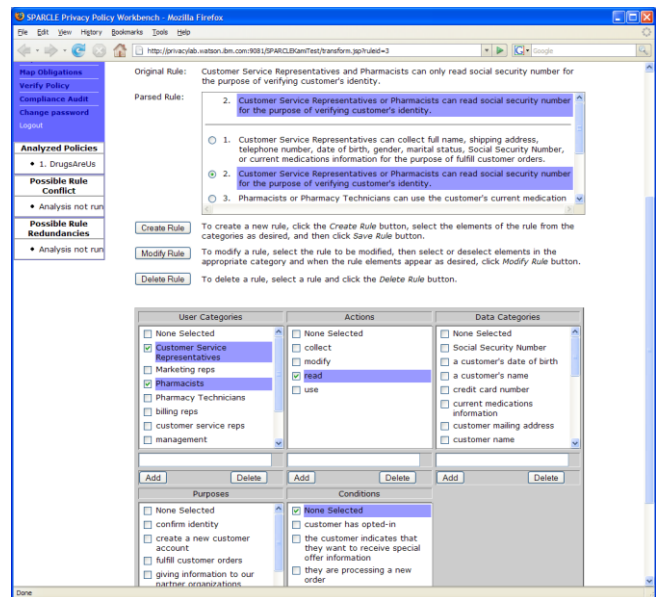 SPARCLE Privacy Policy Workbench - Mozilla Firefox
File Edit View History Bookmarks Tools Help
http://privacylab.watson.ibm.com:9081/SPARCLEKamiTest/transform.jsp?ruleid=3
Google
Map Obligations
Verify Policy
Compliance Audit
Change password
Logout
Analyzed Policies
1. DrugsAreUs
Possible Rule
Conflict
Analysis not run
Possible Rule
Redundancies
Analysis not run
Original Rule: Customer Service Representatives and Pharmacists can only read social security number for
the purpose of verifying customer's identity.
Parsed Rule:
2. Customer Service Representatives or Pharmacists can read social security number
for the purpose of verifying customer's identity.
1. Customer Service Representatives can collect full name, shipping address,
telephone number, date of birth, gender, marital status, Social Security Number,
or current medications information for the purpose of fulfill customer orders.
2. Customer Service Representatives or Pharmacists can read social security number
for the purpose of verifying customer's identity.
3. Pharmacists or Pharmacy Technicians can use the customer's current medication
Create Rule To create a new rule, click the Create Rule button, select the elements of the rule from the
categories as desired, and then click Save Rule button.
Modify Rule To modify a rule, select the rule to be modified, then select or deselect elements in the
appropriate category and when the rule elements appear as desired, click Modify Rule button.
Delete Rule To delete a rule, select a rule and click the Delete Rule button.
User Categories
None Selected
Customer Service
Representatives
Marketing reps
Pharmacists
Pharmacy Technicians
billing reps
customer service reps
management
Add Delete
Actions
None Selected
collect
modify
read
use
Add Delete
Data Categories
None Selected
Social Security Number
a customer's date of birth
a customer's name
credit card number
current medications
information
customer mailing address
customer name
Add Delete
Purposes
None Selected
confirm identity
create a new customer
account
fulfill customer orders
giving information to our
partner organizations
Conditions
None Selected
customer has opted-in
the customer indicates that
they want to receive special
offer information
they are processing a new
order
Done